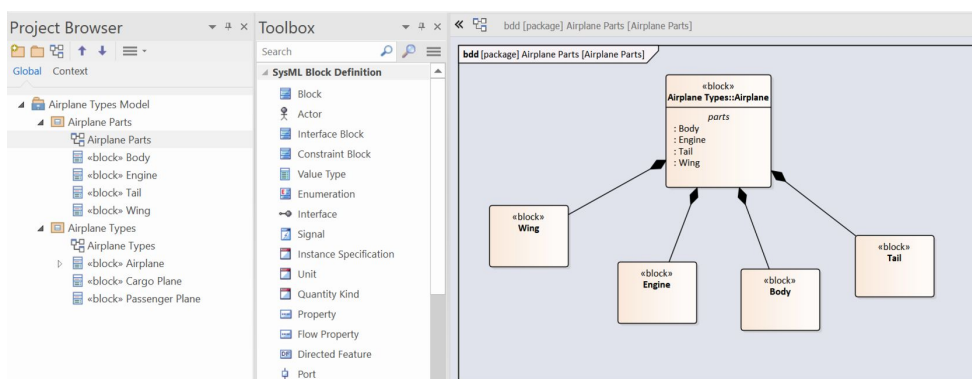 Project Browser
Global Context
Airplane Types Model
Airplane Parts
Airplane Parts
«block» Body
«block» Engine
«block» Tail
«block» Wing
Airplane Types
Airplane Types
«block» Airplane
«block» Cargo Plane
«block» Passenger Plane
Toolbox
Search
SysML Block Definition
Block
Actor
Interface Block
Constraint Block
Value Type
Enumeration
Interface
Signal
Instance Specification
Unit
Quantity Kind
Property
Flow Property
Directed Feature
Port
bdd [package] Airplane Parts [Airplane Parts]
bdd [package] Airplane Parts [Airplane Parts]
«block»
Airplane Types::Airplane
parts
: Body
: Engine
: Tail
: Wing
«block»
Wing
«block»
Engine
«block»
Body
«block»
Tail